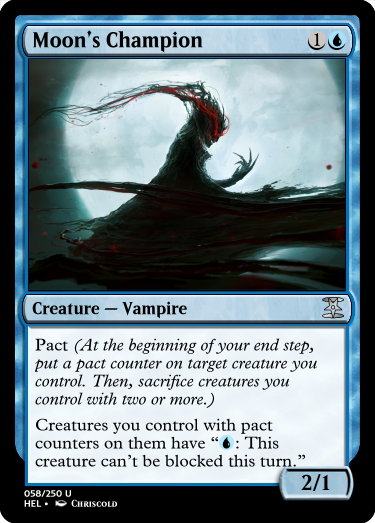 Moon's Champion 1
Creature — Vampire
Pact (At the beginning of your end step,
put a pact counter on target creature you
control. Then, sacrifice creatures you
control with two or more.)
Creatures you control with pact
counters on them have “💧: This
creature can't be blocked this turn.”
2/1
058/250 U
HEL • Chriscold